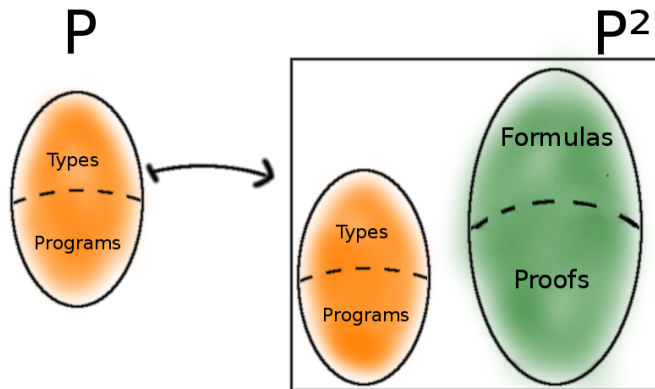 P
P²
Types
Programs
Types
Programs
Formulas
Proofs